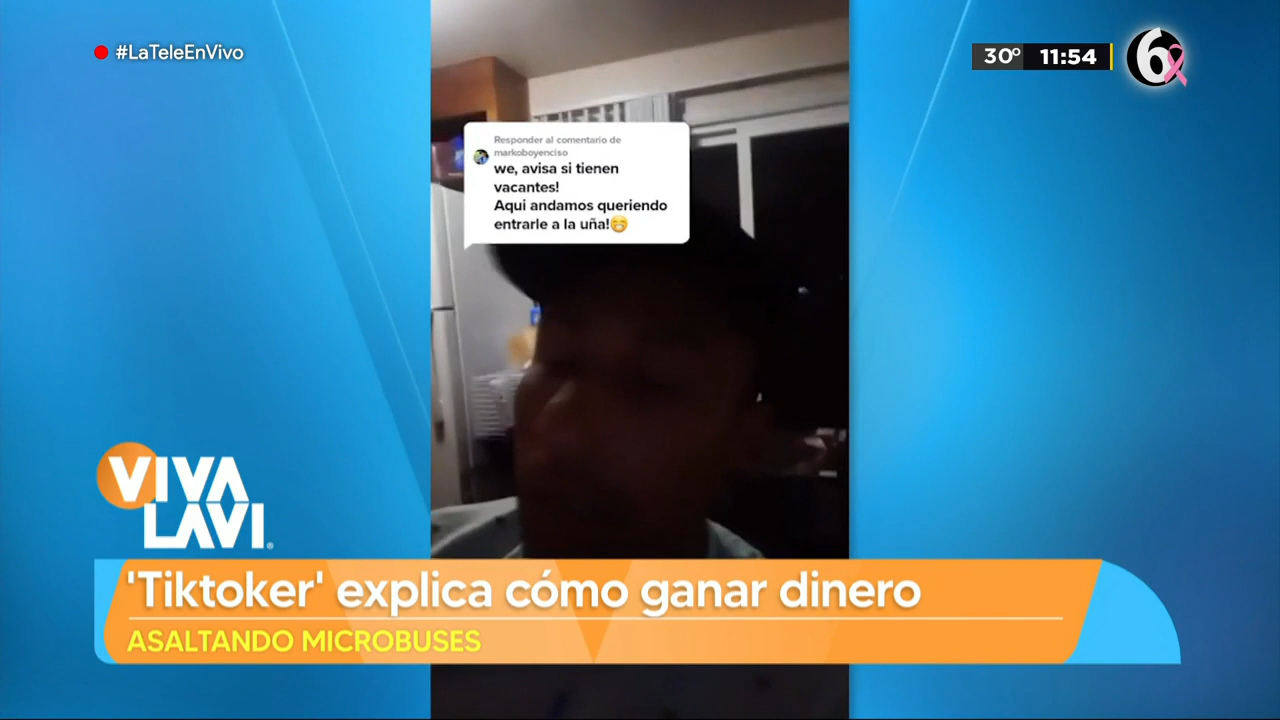 #LaTeleEnVivo
30° 11:54
6
Responder al comentario de
markoboyenciso
we, avisa si tienen
vacantes!
Aqui andamos queriendo
entrarle a la uña!😁
VIVA
LAVI®
'Tiktoker' explica cómo ganar dinero
ASALTANDO MICROBUSES